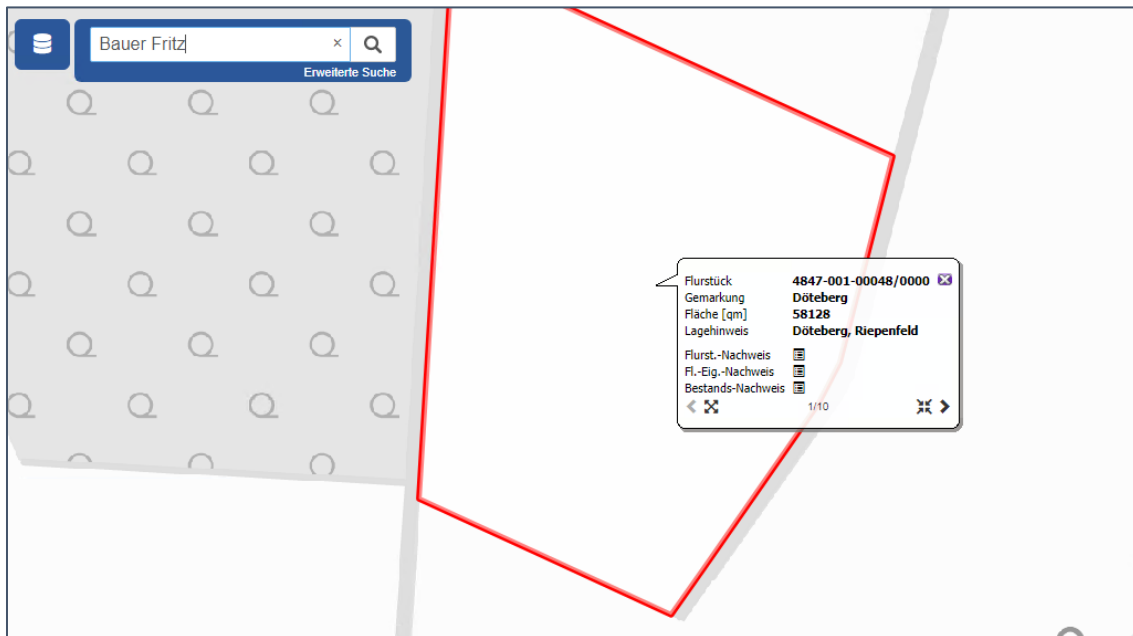 Bauer Fritz
Erweiterte Suche
Flurstück 4847-001-00048/0000
Gemarkung Döteberg
Fläche [qm] 58128
Lagehinweis Döteberg, Riepenfeld
Flurst.-Nachweis
Fl.-Eig.-Nachweis
Bestands-Nachweis
1/10